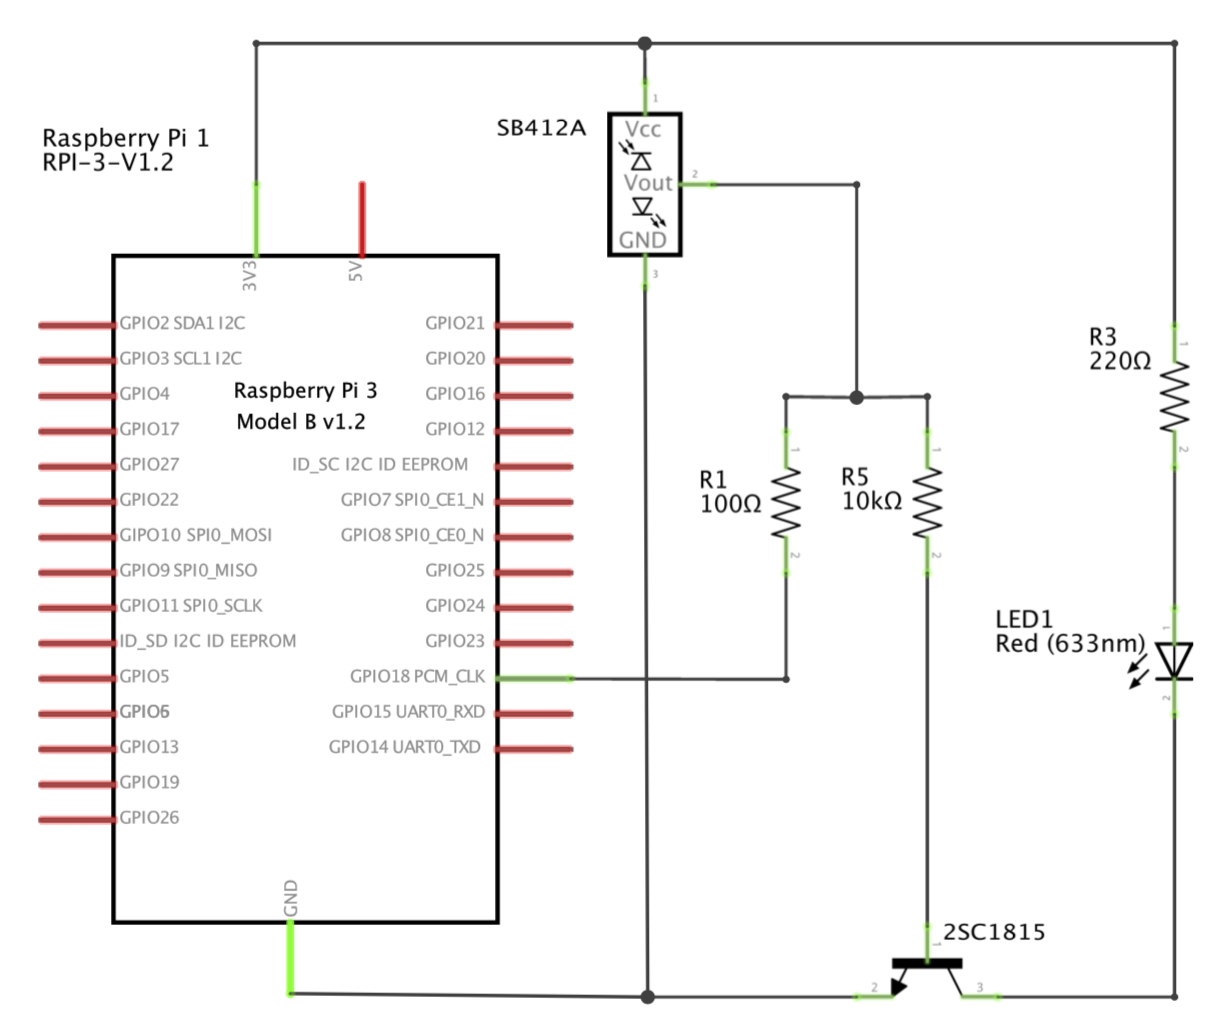 Raspberry Pi 1
RPI-3-V1.2
3V3
5V
GPIO2 SDA1 I2C
GPIO3 SCL1 I2C
GPIO4
GPIO17
GPIO27
GPIO22
GIPO10 SPI0_MOSI
GPIO9 SPI0_MISO
GPIO11 SPI0_SCLK
ID_SD I2C ID EEPROM
GPIO5
GPIO6
GPIO13
GPIO19
GPIO26
Raspberry Pi 3
Model B v1.2
GPIO21
GPIO20
GPIO16
GPIO12
ID_SC I2C ID EEPROM
GPIO7 SPI0_CE1_N
GPIO8 SPI0_CE0_N
GPIO25
GPIO24
GPIO23
GPIO18 PCM_CLK
GPIO15 UART0_RXD
GPIO14 UART0_TXD
GND
SB412A
1
Vcc
Vout
2
GND
3
R1
100Ω
1
2
R5
10kΩ
1
2
R3
220Ω
1
2
LED1
Red (633nm)
1
2
2SC1815
1
2
3